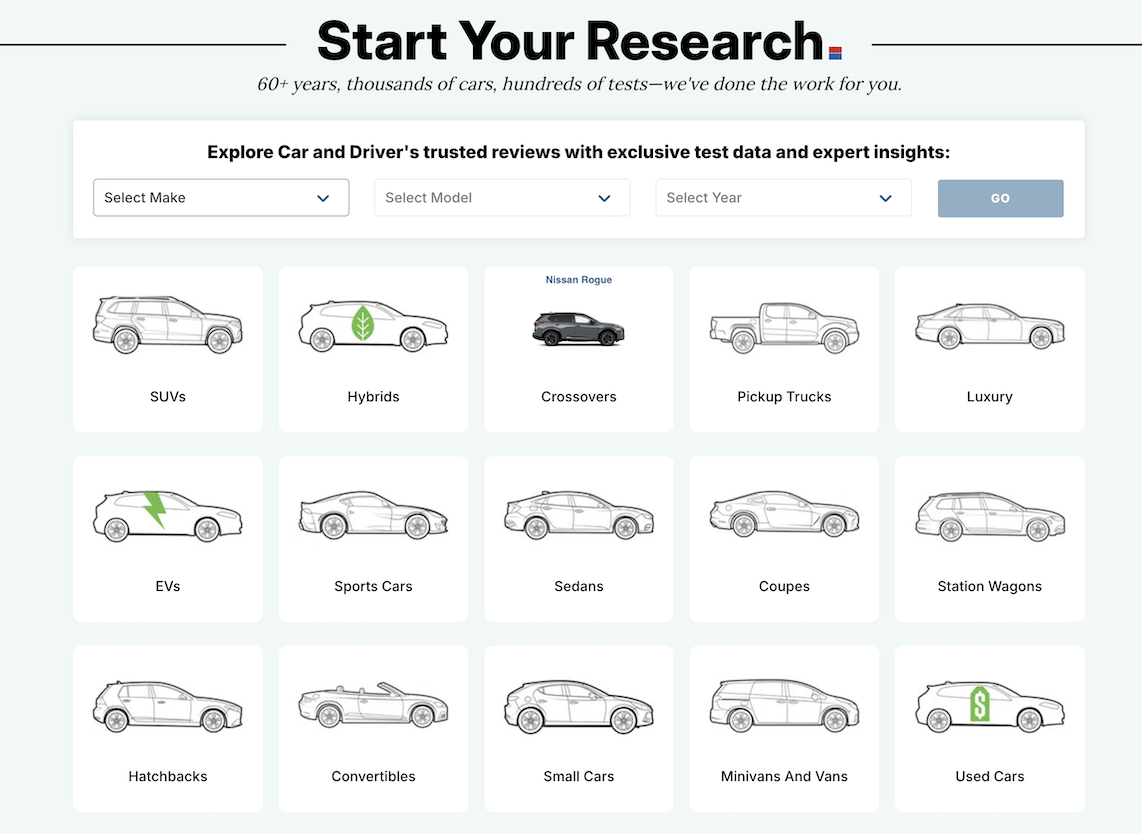 Start Your Research.
60+ years, thousands of cars, hundreds of tests—we've done the work for you.
Explore Car and Driver's trusted reviews with exclusive test data and expert insights:
Select Make
Select Model
Select Year
GO
SUVs
Hybrids
Nissan Rogue
Crossovers
Pickup Trucks
Luxury
EVs
Sports Cars
Sedans
Coupes
Station Wagons
Hatchbacks
Convertibles
Small Cars
Minivans And Vans
$
Used Cars